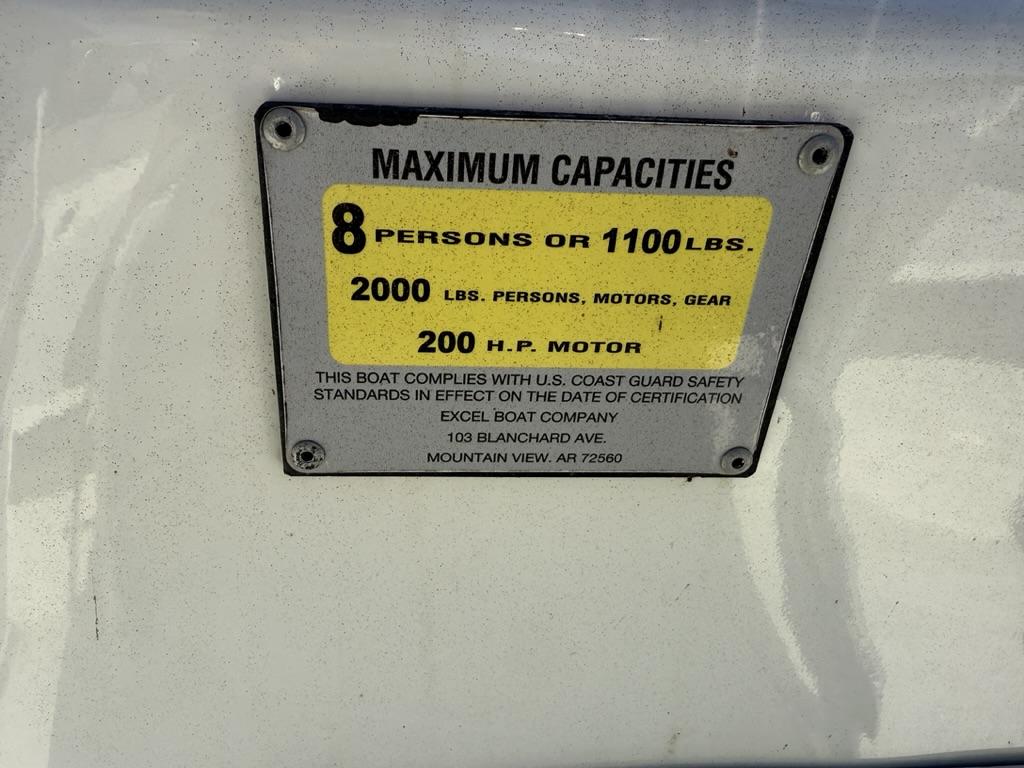 MAXIMUM CAPACITIES
8 PERSONS OR 1100 LBS.
2000 LBS. PERSONS, MOTORS, GEAR
200 H.P. MOTOR
THIS BOAT COMPLIES WITH U.S. COAST GUARD SAFETY
STANDARDS IN EFFECT ON THE DATE OF CERTIFICATION
EXCEL BOAT COMPANY
103 BLANCHARD AVE.
MOUNTAIN VIEW. AR 72560